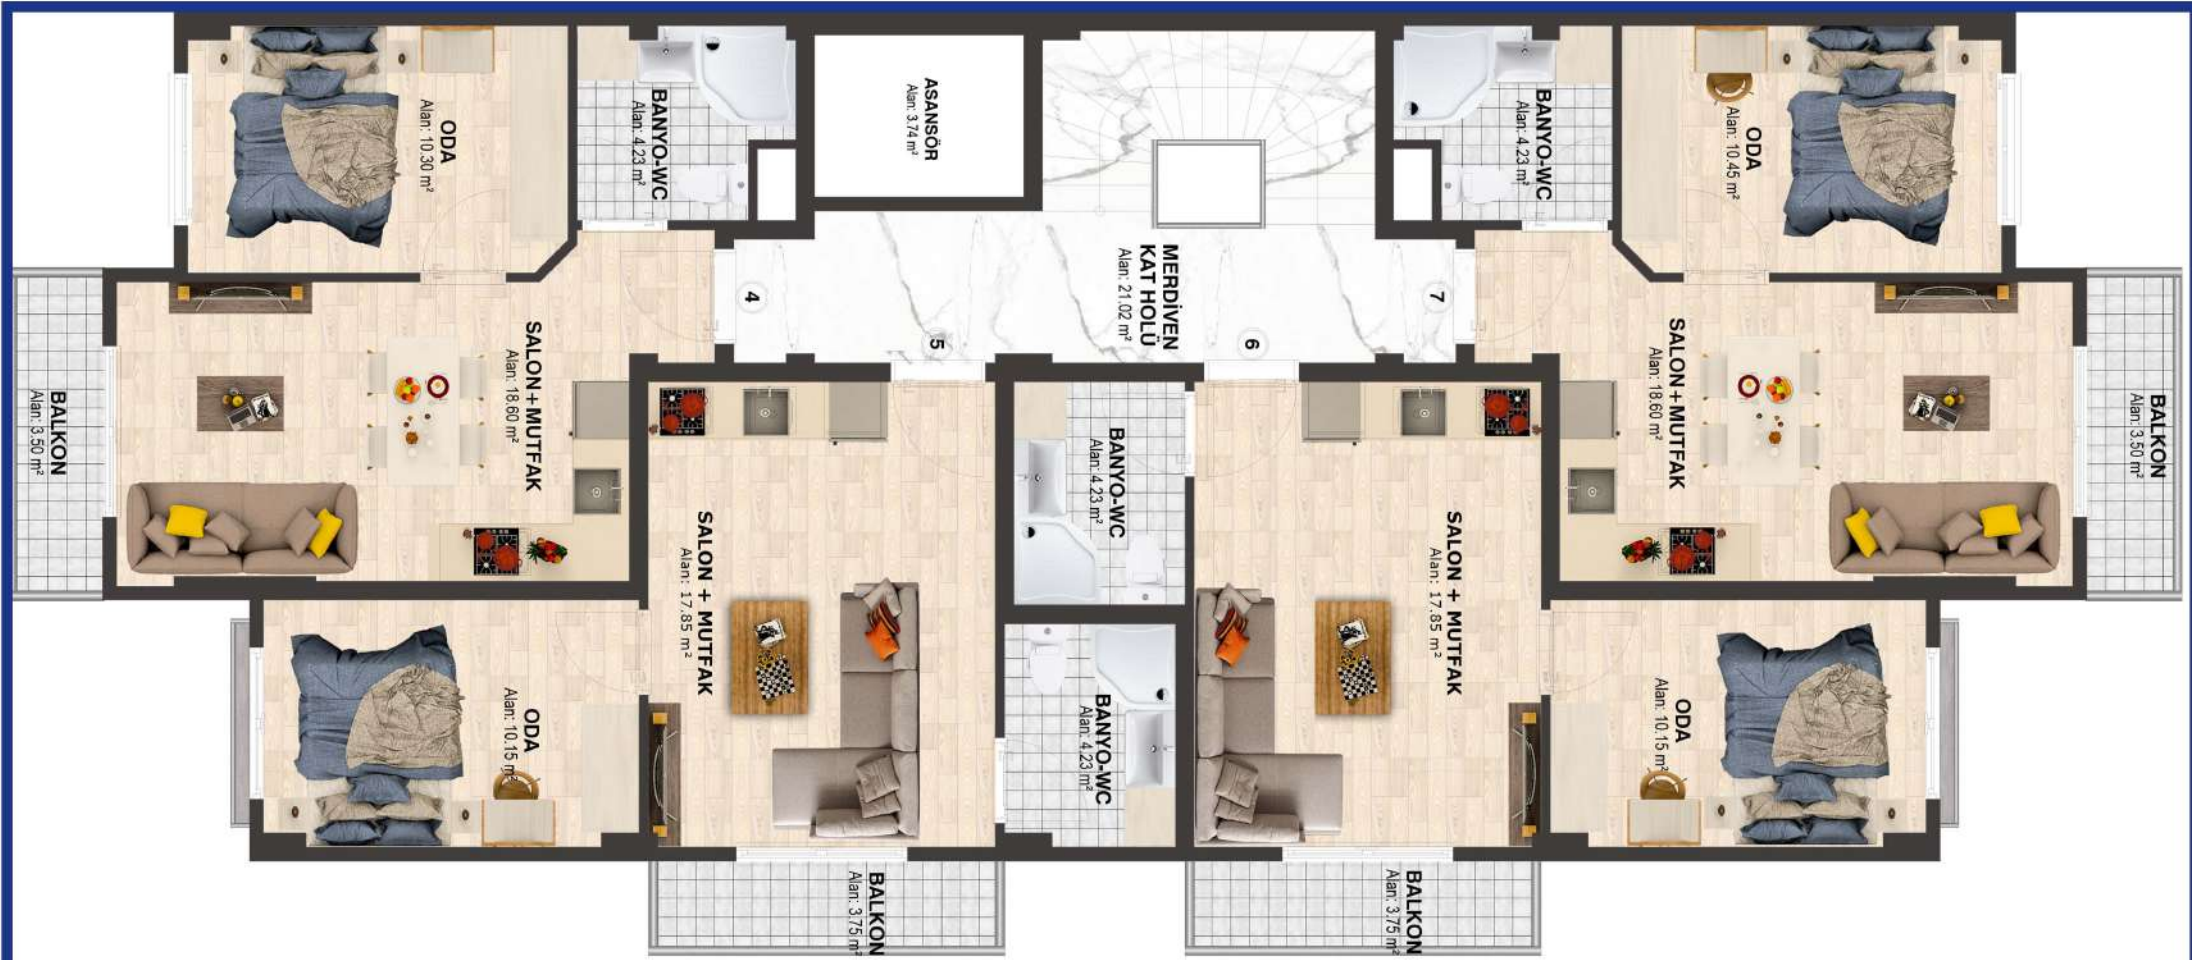 ODA
Alan: 10.30 m²
BANYO-WC
Alan: 4.23 m²
ASANSÖR
Alan: 3.74 m²
BANYO-WC
Alan: 4.23 m²
ODA
Alan: 10.45 m²
MERDİVEN
KAT HOLÜ
Alan: 21.02 m²
4
5
6
7
BALKON
Alan: 3.50 m²
SALON+MUTFAK
Alan: 18.60 m²
SALON+MUTFAK
Alan: 18.60 m²
BALKON
Alan: 3.50 m²
BANYO-WC
Alan: 4.23 m²
SALON + MUTFAK
Alan: 17.85 m²
SALON + MUTFAK
Alan: 17.85 m²
ODA
Alan: 10.15 m²
BANYO-WC
Alan: 4.23 m²
ODA
Alan: 10.15 m²
BALKON
Alan: 3.75 m²
BALKON
Alan: 3.75 m²